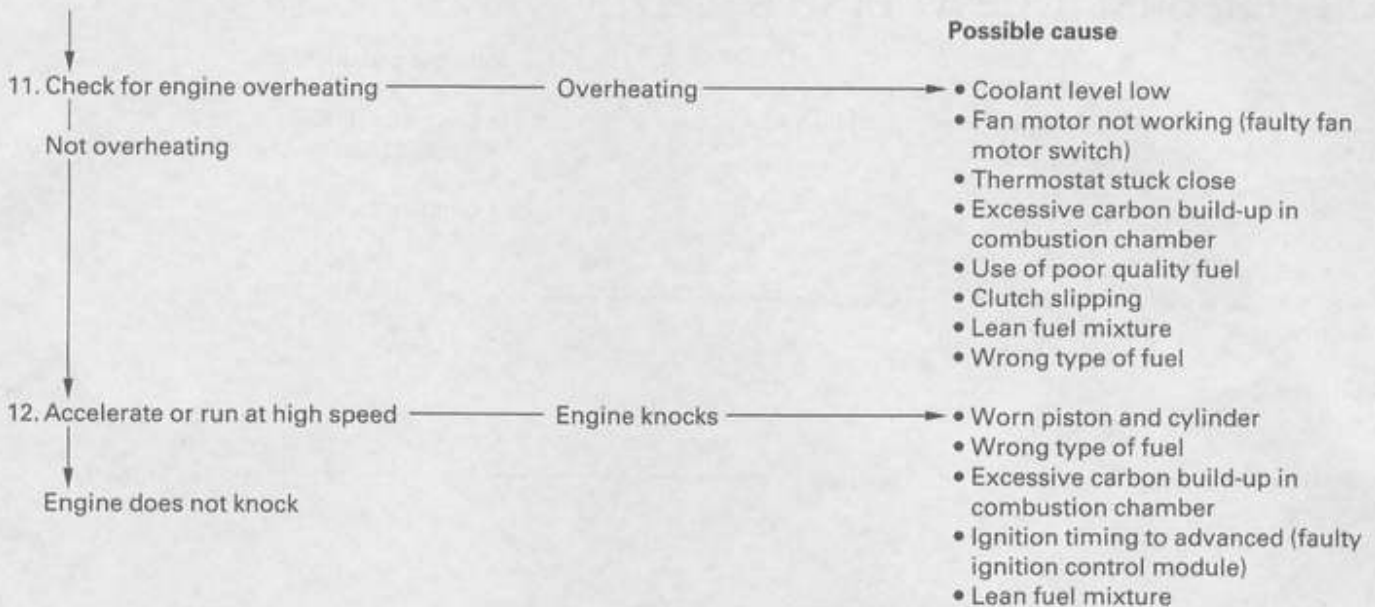 Possible cause
11. Check for engine overheating
Overheating
• Coolant level low
• Fan motor not working (faulty fan
motor switch)
• Thermostat stuck close
• Excessive carbon build-up in
combustion chamber
• Use of poor quality fuel
• Clutch slipping
• Lean fuel mixture
• Wrong type of fuel
Not overheating
12. Accelerate or run at high speed
Engine knocks
• Worn piston and cylinder
• Wrong type of fuel
• Excessive carbon build-up in
combustion chamber
• Ignition timing to advanced (faulty
ignition control module)
• Lean fuel mixture
Engine does not knock